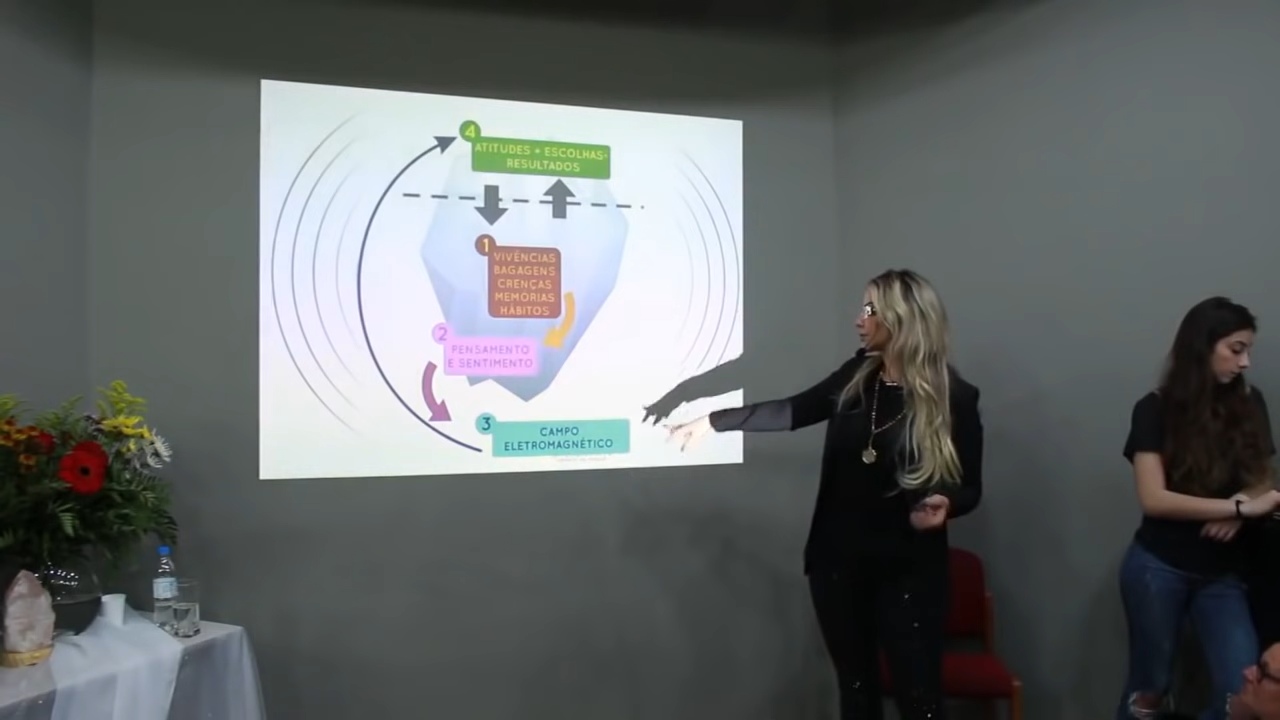 4
ATITUDES + ESCOLHAS=
RESULTADOS
1
VIVÊNCIAS
BAGAGENS
CRENÇAS
MEMÓRIAS
HÁBITOS
2
PENSAMENTO
E SENTIMENTO
3
CAMPO
ELETROMAGNÉTICO